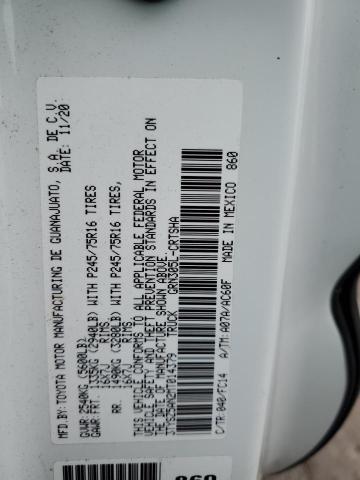 MFD.BY:TOYOTA MOTOR MANUFACTURING DE GUANAJUATO, S.A. DE C.V.
DATE: 11/20
GVWR:2540KG (5600LB)
GAWR:FRT. 1335KG (2940LB) WITH P245/75R16 TIRES
16X7J RIMS
RR. 1490KG (3280LB) WITH P245/75R16 TIRES,
16X7J RIMS
THIS VEHICLE CONFORMS TO ALL APPLICABLE FEDERAL MOTOR
VEHICLE SAFETY AND THEFT PREVENTION STANDARDS IN EFFECT ON
THE DATE OF MANUFACTURE SHOWN ABOVE.
TRUCK GRN305L-CRTSHA
C/TR:040/FC14
A/TM:A07A/AC60F
MADE IN MEXICO 860
860